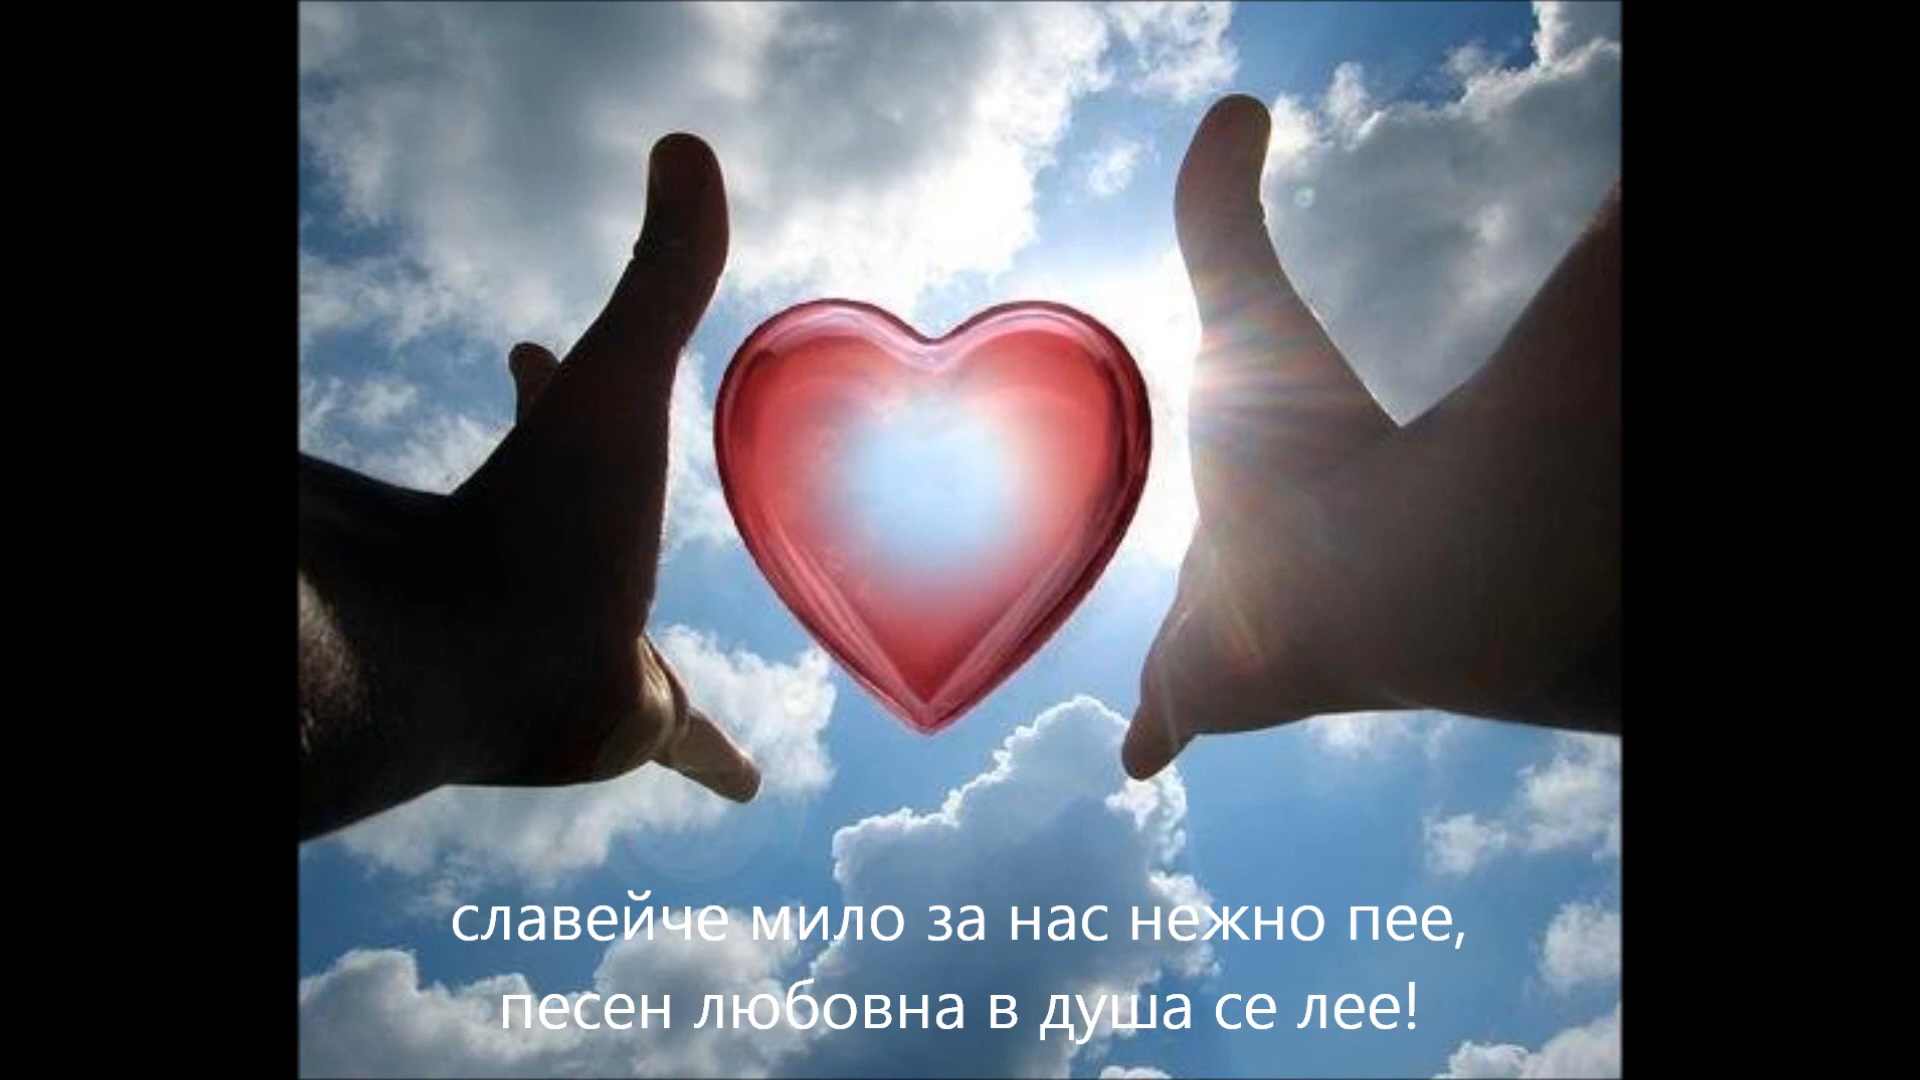 славейче мило за нас нежно пее,
песен любовна в душа се лее!